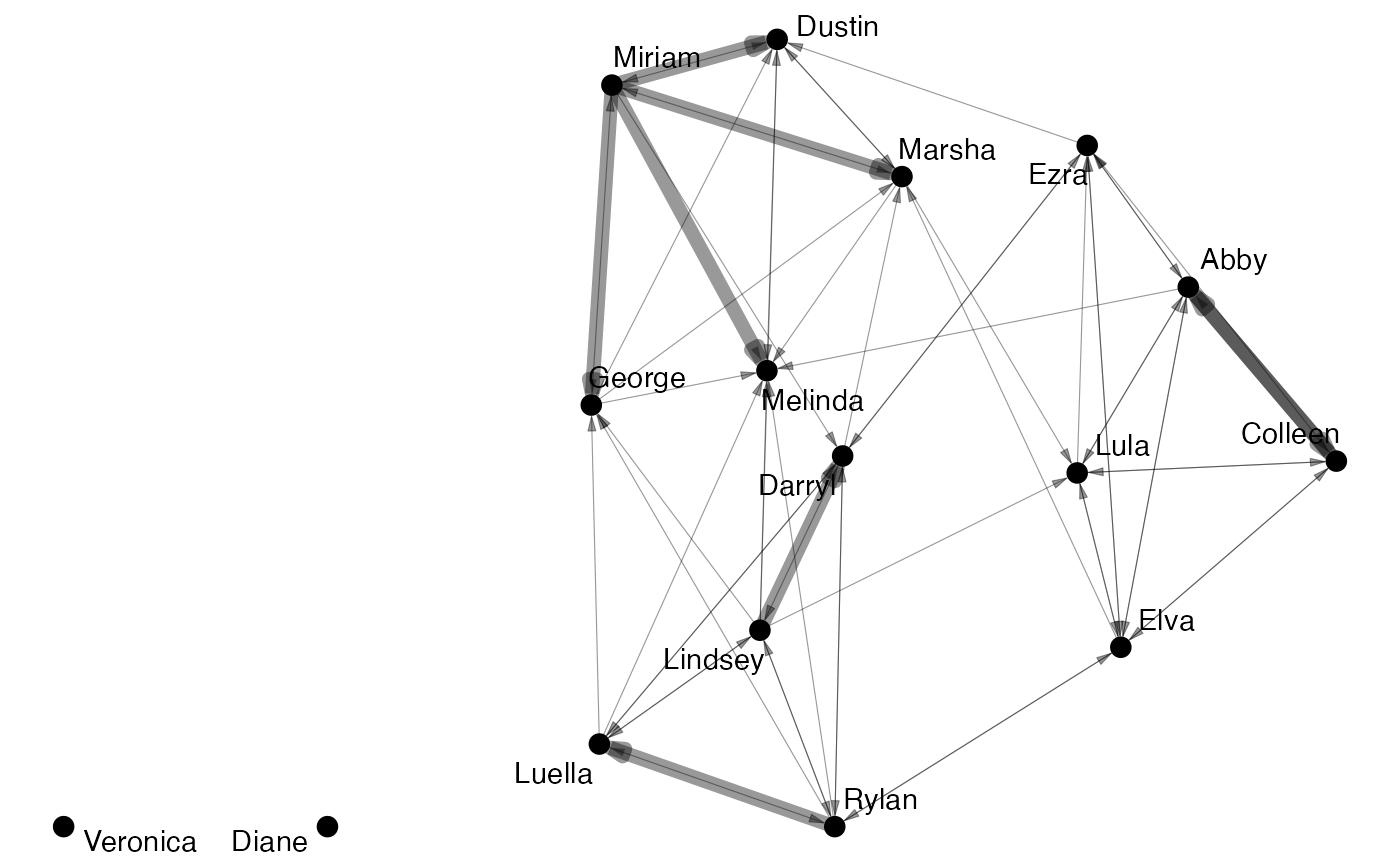 Dustin
Miriam
Marsha
Ezra
Abby
George
Melinda
Colleen
Lula
Darryl
Elva
Lindsey
Luella
Rylan
Veronica Diane